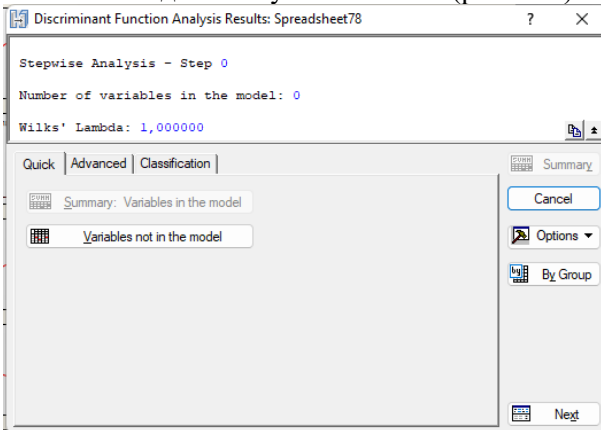 Discriminant Function Analysis Results: Spreadsheet78 ? ×
Stepwise Analysis - Step 0
Number of variables in the model: 0
Wilks' Lambda: 1,000000
Quick Advanced Classification
Summary: Variables in the model
Variables not in the model
SUMM Summary
Cancel
Options
By Group
Next